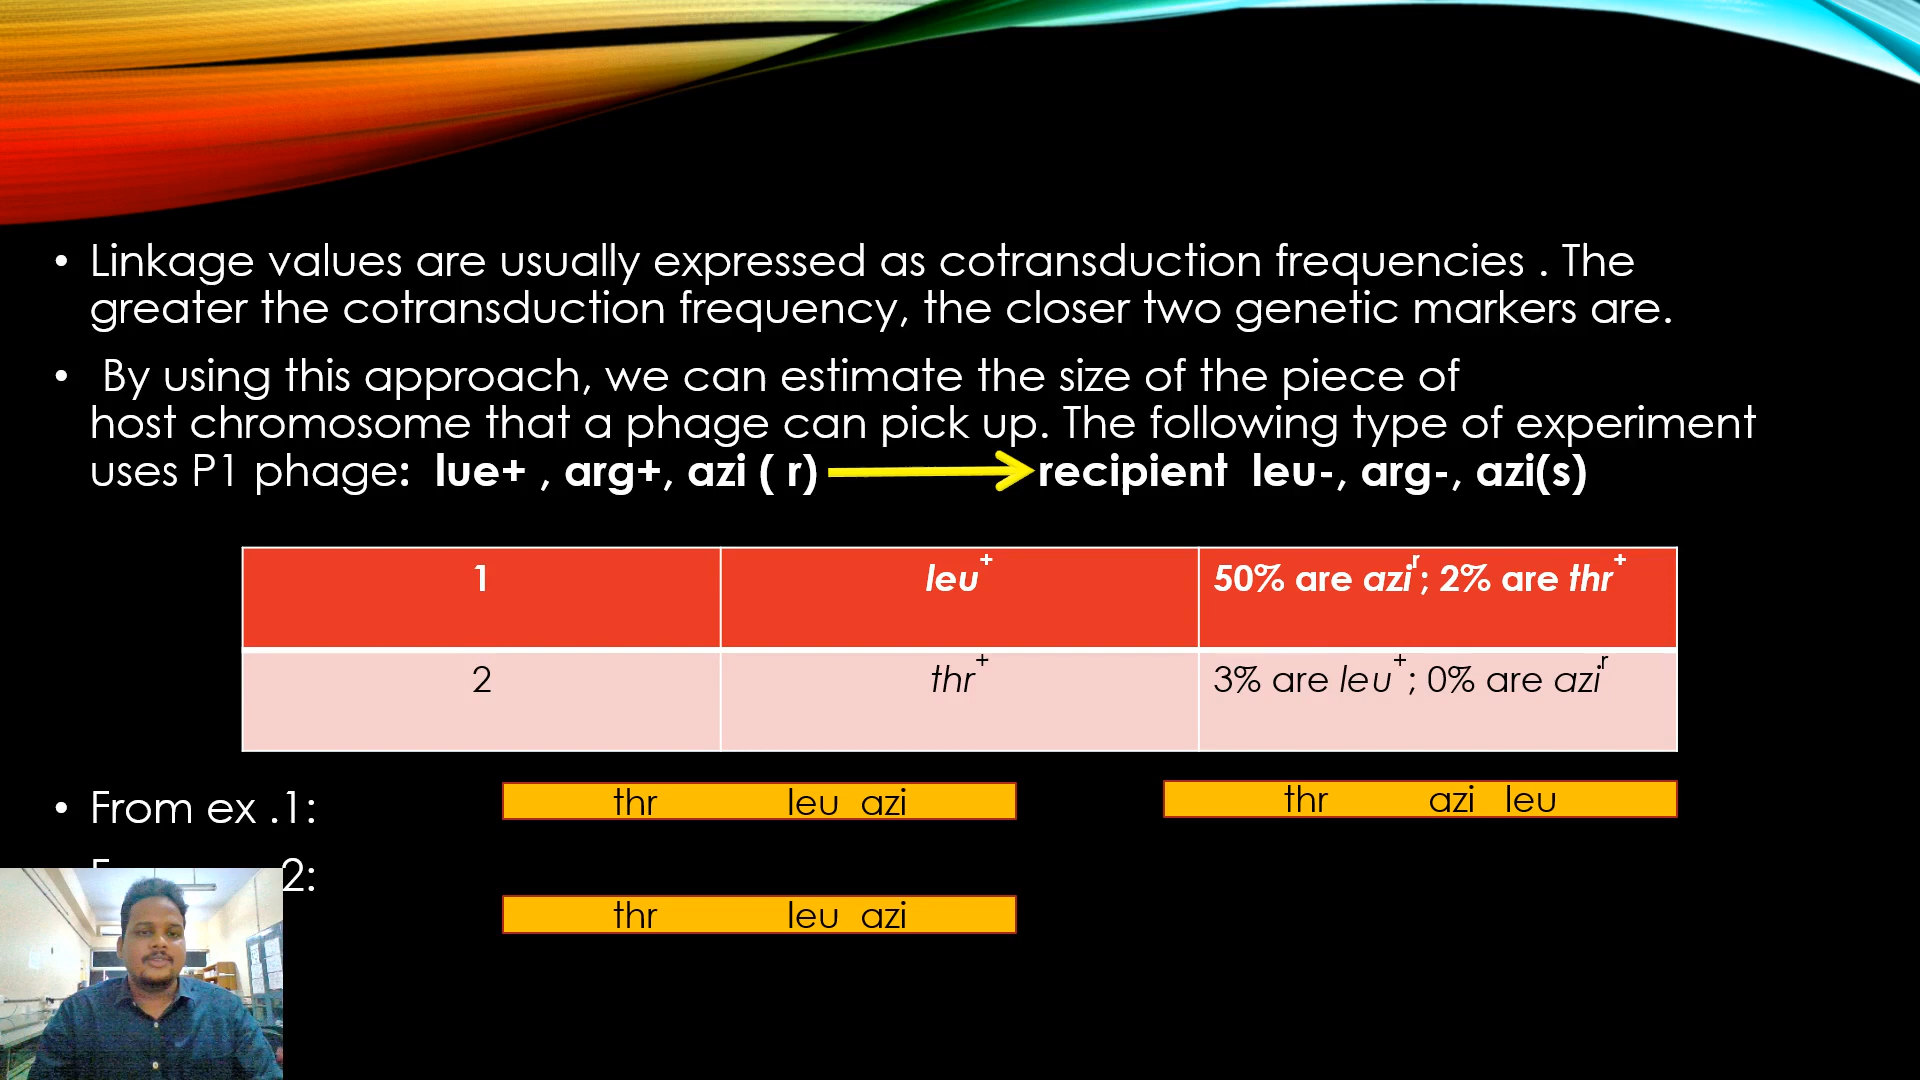 • Linkage values are usually expressed as cotransduction frequencies . The
greater the cotransduction frequency, the closer two genetic markers are.
• By using this approach, we can estimate the size of the piece of
host chromosome that a phage can pick up. The following type of experiment
uses P1 phage: lue+ , arg+, azi ( r) recipient leu-, arg-, azi(s)
1 leu+ 50% are azir; 2% are thr+
2 thr+ 3% are leu+; 0% are azir
• From ex .1: thr leu azi thr azi leu
2:
thr leu azi